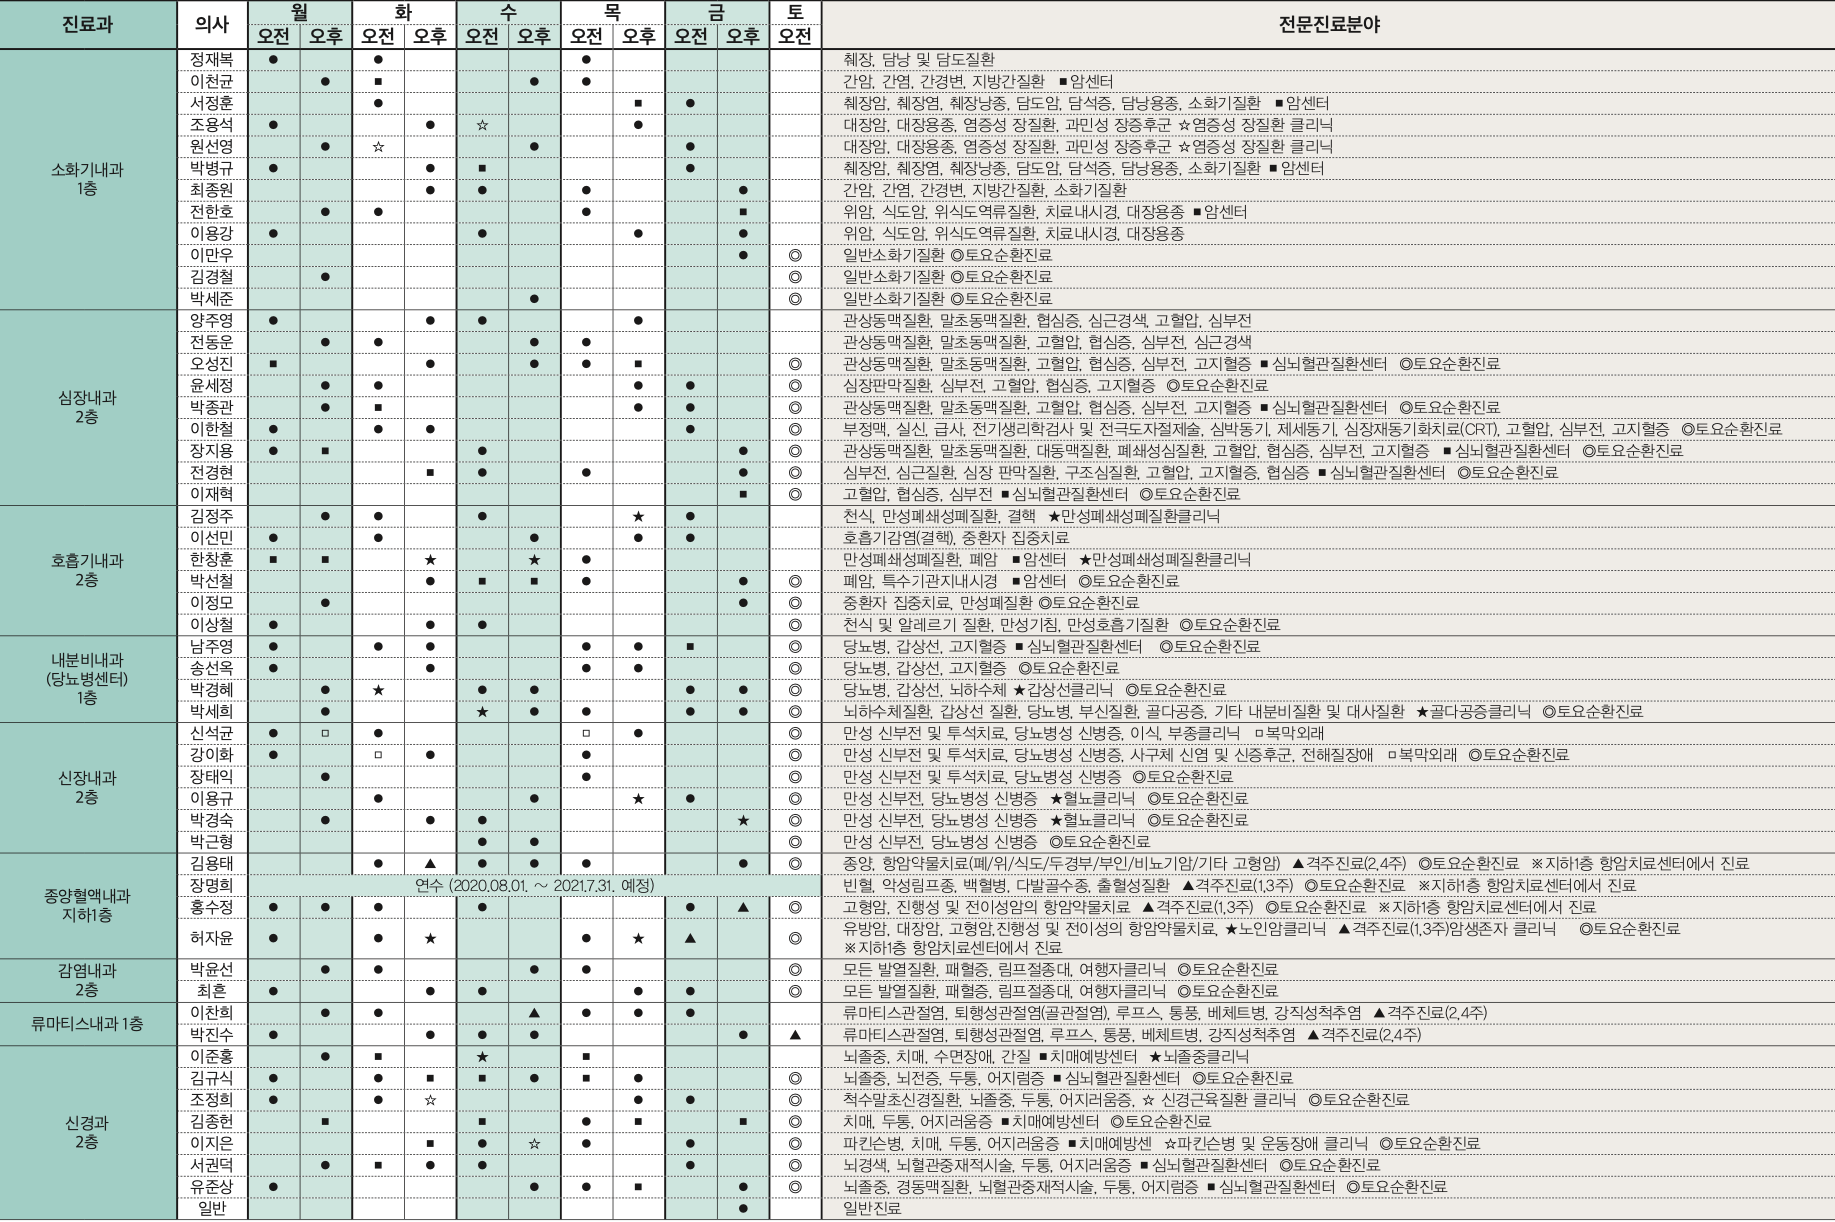 진료과 의사 월 화 수 목 금 토 전문진료분야
오전 오후 오전 오후 오전 오후 오전 오후 오전 오후 오전
소화기내과
1층
정재복 ● ● ● 췌장, 담낭 및 담도질환
이천균 ● ■ ● ● 간암, 간염, 간경변, 지방간질환 ■암센터
서정훈 ● ■ ● 췌장암, 췌장염, 췌장낭종, 담도암, 담석증, 담낭용종, 소화기질환 ■암센터
조용석 ● ● ☆ ● 대장암, 대장용종, 염증성 장질환, 과민성 장증후군 ☆염증성 장질환 클리닉
원선영 ● ☆ ● ● 대장암, 대장용종, 염증성 장질환, 과민성 장증후군 ☆염증성 장질환 클리닉
박병규 ● ● ■ ● 췌장암, 췌장염, 췌장낭종, 담도암, 담석증, 담낭용종, 소화기질환 ■암센터
최종원 ● ● ● ● 간암, 간염, 간경변, 지방간질환, 소화기질환
전한호 ● ● ● ■ 위암, 식도암, 위식도역류질환, 치료내시경, 대장용종 ■암센터
이용강 ● ● ● ● 위암, 식도암, 위식도역류질환, 치료내시경, 대장용종
이만우 ● ◎ 일반소화기질환 ◎토요순환진료
김경철 ● ◎ 일반소화기질환 ◎토요순환진료
박세준 ● ◎ 일반소화기질환 ◎토요순환진료
심장내과
2층
양주영 ● ● ● ● 관상동맥질환, 말초동맥질환, 협심증, 심근경색, 고혈압, 심부전
전동운 ● ● ● ● 관상동맥질환, 말초동맥질환, 고혈압, 협심증, 심부전, 심근경색
오성진 ■ ● ● ● ■ ◎ 관상동맥질환, 말초동맥질환, 고혈압, 협심증, 심부전, 고지혈증 ■심뇌혈관질환센터 ◎토요순환진료
윤세정 ● ● ● ● ◎ 심장판막질환, 심부전, 고혈압, 협심증, 고지혈증 ◎토요순환진료
박종관 ● ■ ● ● ◎ 관상동맥질환, 말초동맥질환, 고혈압, 협심증, 심부전, 고지혈증 ■심뇌혈관질환센터 ◎토요순환진료
이한철 ● ● ● ● ◎ 부정맥, 실신, 급사, 전기생리학검사 및 전극도자절제술, 심박동기, 제세동기, 심장재동기화치료(CRT), 고혈압, 심부전, 고지혈증 ◎토요순환진료
장지용 ● ■ ● ● ◎ 관상동맥질환, 말초동맥질환, 대동맥질환, 폐쇄성심질환, 고혈압, 협심증, 심부전, 고지혈증 ■심뇌혈관질환센터 ◎토요순환진료
전경현 ■ ● ● ● ◎ 심부전, 심근질환, 심장 판막질환, 구조심질환, 고혈압, 고지혈증, 협심증 ■심뇌혈관질환센터 ◎토요순환진료
이재혁 ■ ◎ 고혈압, 협심증, 심부전 ■심뇌혈관질환센터 ◎토요순환진료
호흡기내과
2층
김정주 ● ● ● ★ ● 천식, 만성폐쇄성폐질환, 결핵 ★만성폐쇄성폐질환클리닉
이선민 ● ● ● ● ● 호흡기감염(결핵), 중환자 집중치료
한창훈 ■ ■ ★ ★ ● 만성폐쇄성폐질환, 폐암 ■암센터 ★만성폐쇄성폐질환클리닉
박선철 ● ■ ■ ● ● ◎ 폐암, 특수기관지내시경 ■암센터 ◎토요순환진료
이정모 ● ● ◎ 중환자 집중치료, 만성폐질환 ◎토요순환진료
이상철 ● ● ● ◎ 천식 및 알레르기 질환, 만성기침, 만성호흡기질환 ◎토요순환진료
내분비내과
(당뇨병센터)
1층
남주영 ● ● ● ● ● ■ ◎ 당뇨병, 갑상선, 고지혈증 ■심뇌혈관질환센터 ◎토요순환진료
송선옥 ● ● ● ● ◎ 당뇨병, 갑상선, 고지혈증 ◎토요순환진료
박경혜 ● ★ ● ● ● ● ◎ 당뇨병, 갑상선, 뇌하수체 ★갑상선클리닉 ◎토요순환진료
박세희 ● ★ ● ● ● ● ◎ 뇌하수체질환, 갑상선 질환, 당뇨병, 부신질환, 골다공증, 기타 내분비질환 및 대사질환 ★골다공증클리닉 ◎토요순환진료
신장내과
2층
신석균 ● □ ● □ ● ◎ 만성 신부전 및 투석치료, 당뇨병성 신병증, 이식, 부종클리닉 □복막외래
강이화 ● □ ● ● ◎ 만성 신부전 및 투석치료, 당뇨병성 신병증, 사구체 신염 및 신증후군, 전해질장애 □복막외래 ◎토요순환진료
장태익 ● ● ◎ 만성 신부전 및 투석치료, 당뇨병성 신병증 ◎토요순환진료
이용규 ● ● ★ ● ◎ 만성 신부전, 당뇨병성 신병증 ★혈뇨클리닉 ◎토요순환진료
박경숙 ● ● ● ★ ◎ 만성 신부전, 당뇨병성 신병증 ★혈뇨클리닉 ◎토요순환진료
박근형 ● ● ◎ 만성 신부전, 당뇨병성 신병증 ◎토요순환진료
종양혈액내과
지하1층
김용태 ● ▲ ● ● ● ● ◎ 종양, 항암약물치료(폐/위/식도/두경부/부인/비뇨기암/기타 고형암) ▲격주진료(2,4주) ◎토요순환진료 ※지하1층 항암치료센터에서 진료
장명희 연수 (2020.08.01. ～ 2021.7.31. 예정) 빈혈, 악성림프종, 백혈병, 다발골수종, 출혈성질환 ▲격주진료(1,3주) ◎토요순환진료 ※지하1층 항암치료센터에서 진료
홍수정 ● ● ● ● ● ▲ ◎ 고형암, 진행성 및 전이성암의 항암약물치료 ▲격주진료(1,3주) ◎토요순환진료 ※지하1층 항암치료센터에서 진료
허자윤 ● ● ★ ● ★ ▲ ◎ 유방암, 대장암, 고형암,진행성 및 전이성의 항암약물치료, ★노인암클리닉 ▲격주진료(1,3주)암생존자 클리닉 ◎토요순환진료
※지하1층 항암치료센터에서 진료
감염내과
2층
박윤선 ● ● ● ● ◎ 모든 발열질환, 패혈증, 림프절종대, 여행자클리닉 ◎토요순환진료
최흔 ● ● ● ● ● ◎ 모든 발열질환, 패혈증, 림프절종대, 여행자클리닉 ◎토요순환진료
류마티스내과 1층
이찬희 ● ● ▲ ● ● ● 류마티스관절염, 퇴행성관절염(골관절염), 루프스, 통풍, 베체트병, 강직성척추염 ▲격주진료(2,4주)
박진수 ● ● ● ● ● ▲ 류마티스관절염, 퇴행성관절염, 루프스, 통풍, 베체트병, 강직성척추염 ▲격주진료(2,4주)
신경과
2층
이준홍 ● ■ ★ ■ 뇌졸중, 치매, 수면장애, 간질 ■치매예방센터 ★뇌졸중클리닉
김규식 ● ● ■ ■ ● ■ ● ◎ 뇌졸중, 뇌전증, 두통, 어지럼증 ■심뇌혈관질환센터 ◎토요순환진료
조정희 ● ● ☆ ● ● ◎ 척수말초신경질환, 뇌졸중, 두통, 어지러움증, ☆ 신경근육질환 클리닉 ◎토요순환진료
김종헌 ■ ■ ● ■ ■ ◎ 치매, 두통, 어지러움증 ■치매예방센터 ◎토요순환진료
이지은 ■ ● ☆ ● ● ◎ 파킨슨병, 치매, 두통, 어지러움증 ■치매예방센 ☆파킨슨병 및 운동장애 클리닉 ◎토요순환진료
서권덕 ● ■ ● ● ● ◎ 뇌경색, 뇌혈관중재적시술, 두통, 어지러움증 ■심뇌혈관질환센터 ◎토요순환진료
유준상 ● ● ● ■ ● ◎ 뇌졸중, 경동맥질환, 뇌혈관중재적시술, 두통, 어지럼증 ■심뇌혈관질환센터 ◎토요순환진료
일반 ● 일반진료